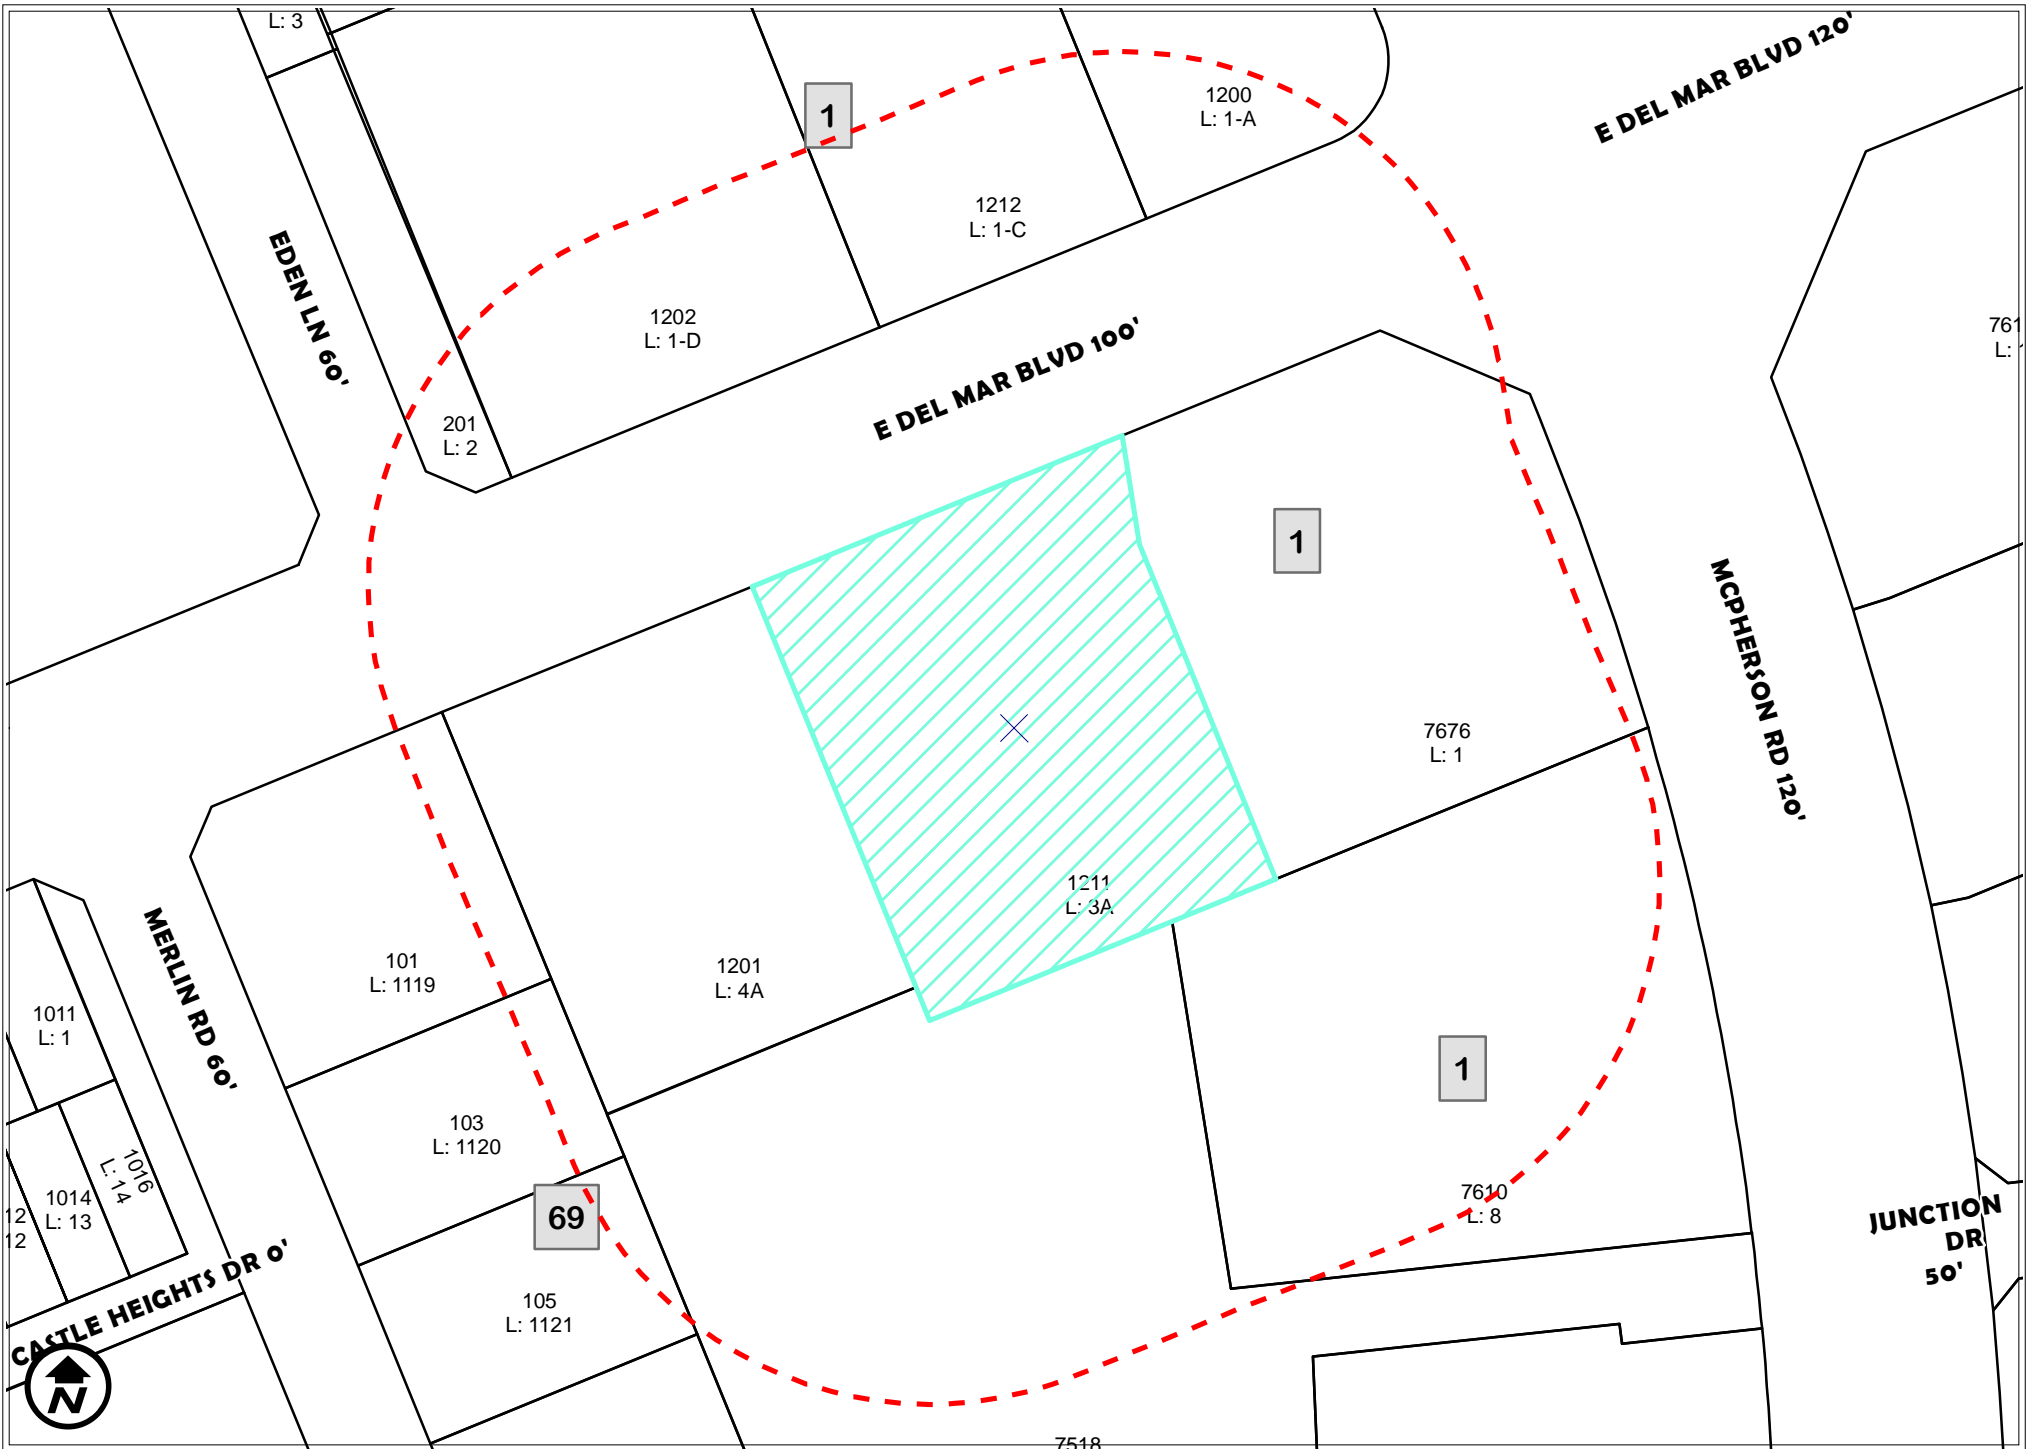 L: 3
E DEL MAR BLVD 120'
1
1200
L: 1-A
1212
L: 1-C
EDEN LN 60'
1202
L: 1-D
E DEL MAR BLVD 100'
761
L:
201
L: 2
1
MCPHERSON RD 120'
7676
L: 1
1211
L: 3A
101
L: 1119
1201
L: 4A
MERLIN RD 60'
1011
L: 1
1
103
L: 1120
1016
L: 14
1014
L: 13
12
12
69
7610
L: 8
JUNCTION
DR
50'
CASTLE HEIGHTS DR 0'
105
L: 1121
N
7518